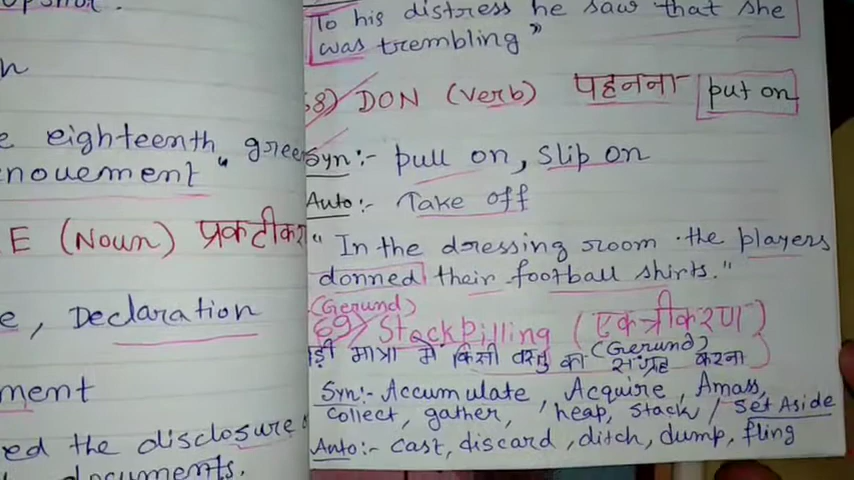 e eighteenth green
nouement"
E (Noun) प्रकटीकर
e, Declaration
ment
ed the disclosure
documents.
To his distress he saw that she
was trembling"
68) DON (Verb) पहनना put on
Syn:- pull on, Slip on
Auto:- Take off
"In the dressing room the players
donned their football shirts."
(Gerund)
69) Stockpilling (एकत्रीकरण)
मात्रा में किसी वस्तु का (Gerund) संग्रह करना
Syn:- Accumulate, Acquire, Amass,
collect, gather, heap, stack / Set Aside
Auto:- cast, discard, ditch, dump, fling